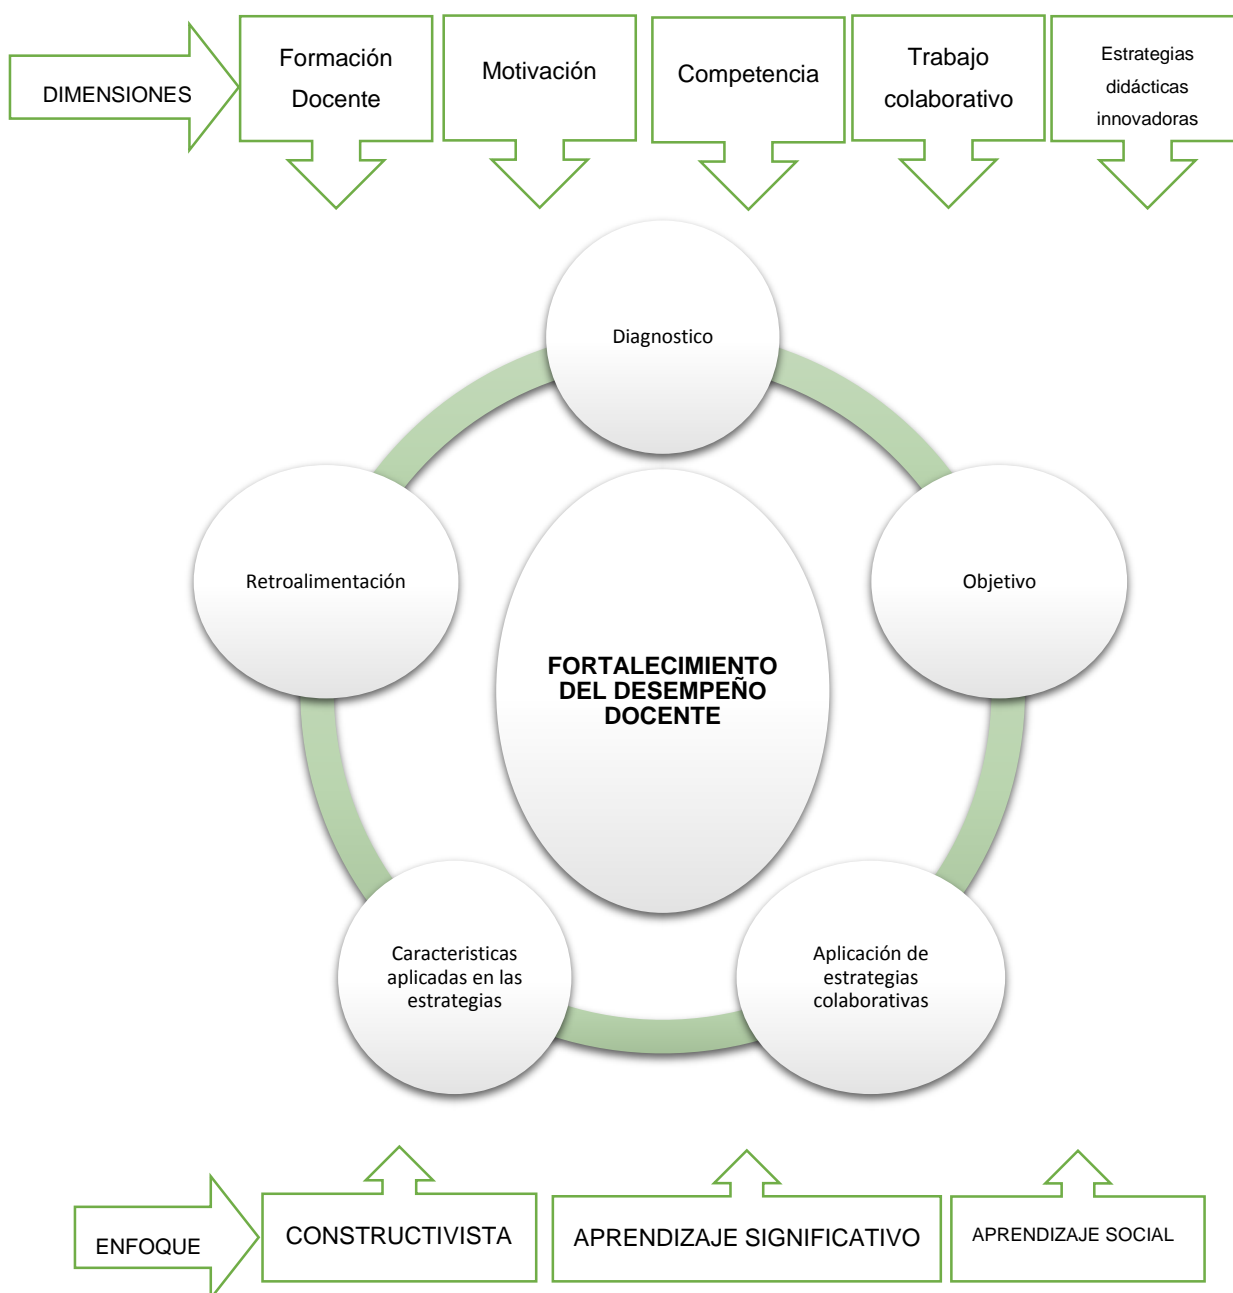 DIMENSIONES
Formación
Docente
Motivación
Competencia
Trabajo
colaborativo
Estrategias
didácticas
innovadoras
Diagnostico
Retroalimentación
Objetivo
FORTALECIMIENTO
DEL DESEMPEÑO
DOCENTE
Caracteristicas
aplicadas en las
estrategias
Aplicación de
estrategias
colaborativas
ENFOQUE
CONSTRUCTIVISTA
APRENDIZAJE SIGNIFICATIVO
APRENDIZAJE SOCIAL